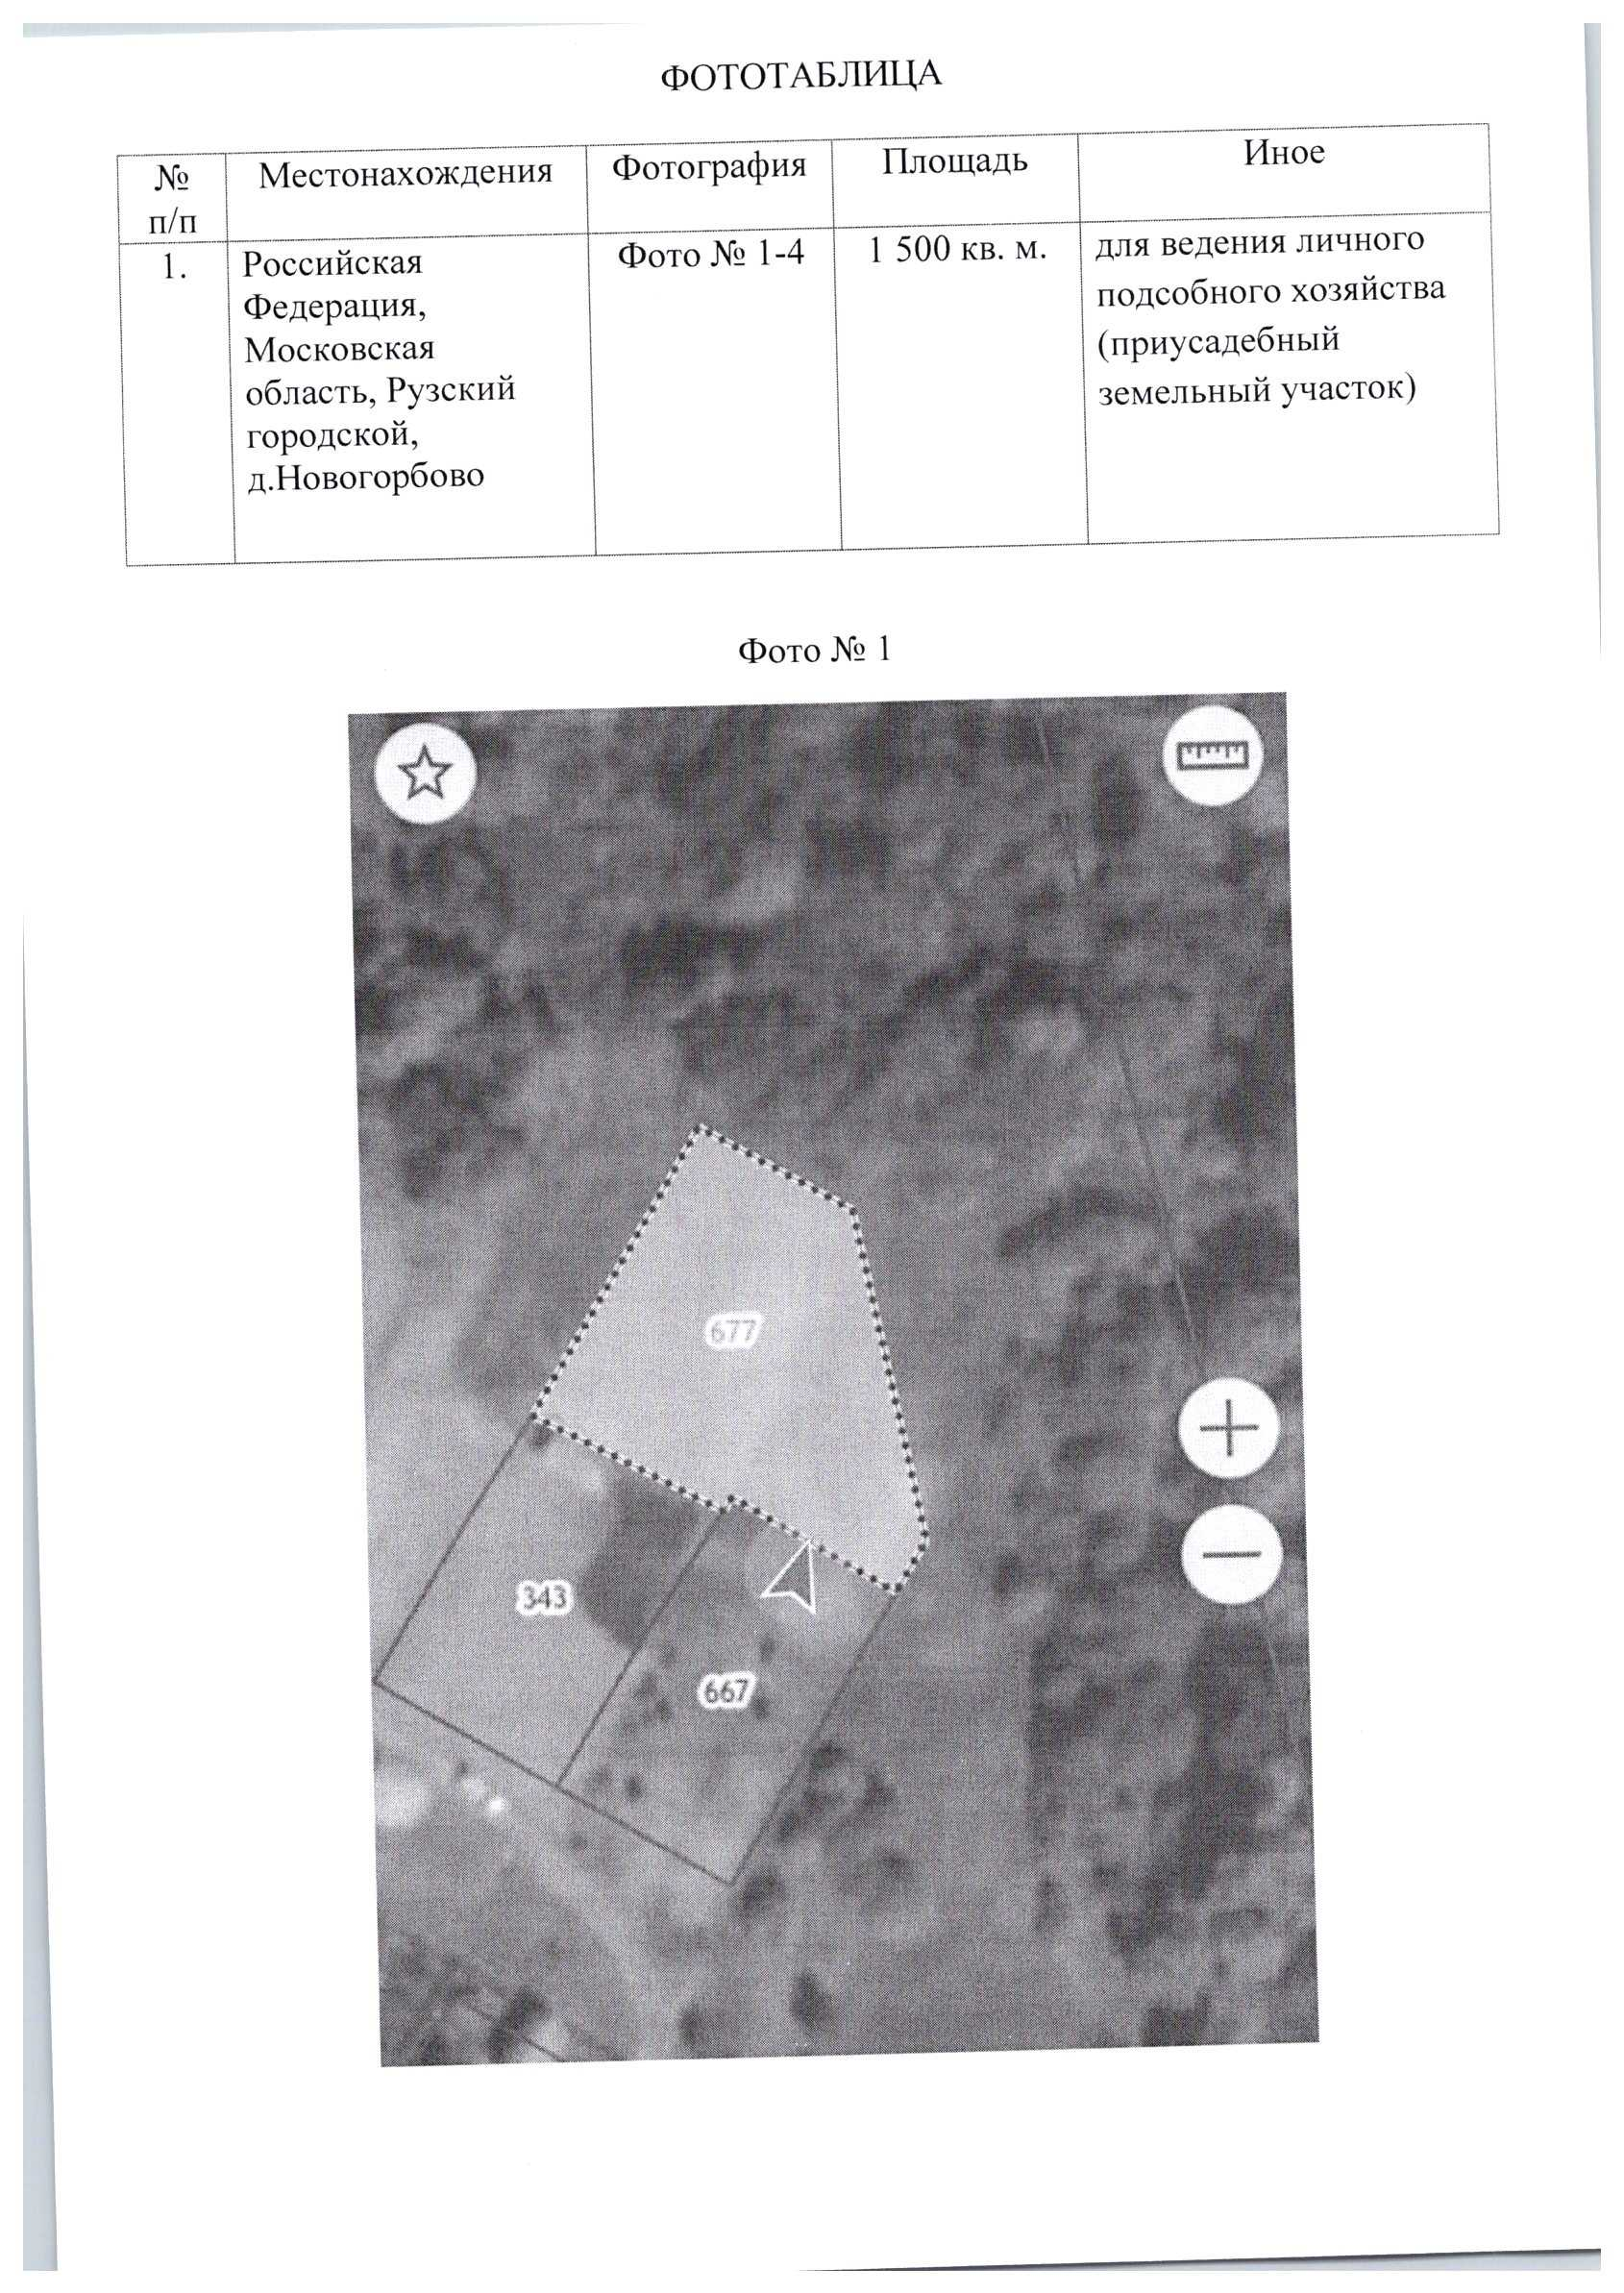 ФОТОТАБЛИЦА
№ п/п
Местонахождения
Фотография
Площадь
Иное
1.
Российская
Федерация,
Московская
область, Рузский
городской,
д.Новогорбово
Фото № 1-4
1 500 кв. м.
для ведения личного
подсобного хозяйства
(приусадебный
земельный участок)
Фото № 1
677
343
667